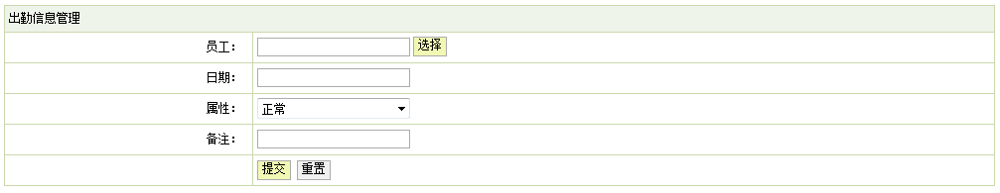 出勤信息管理
员工： 选择
日期：
属性： 正常
备注：
提交 重置